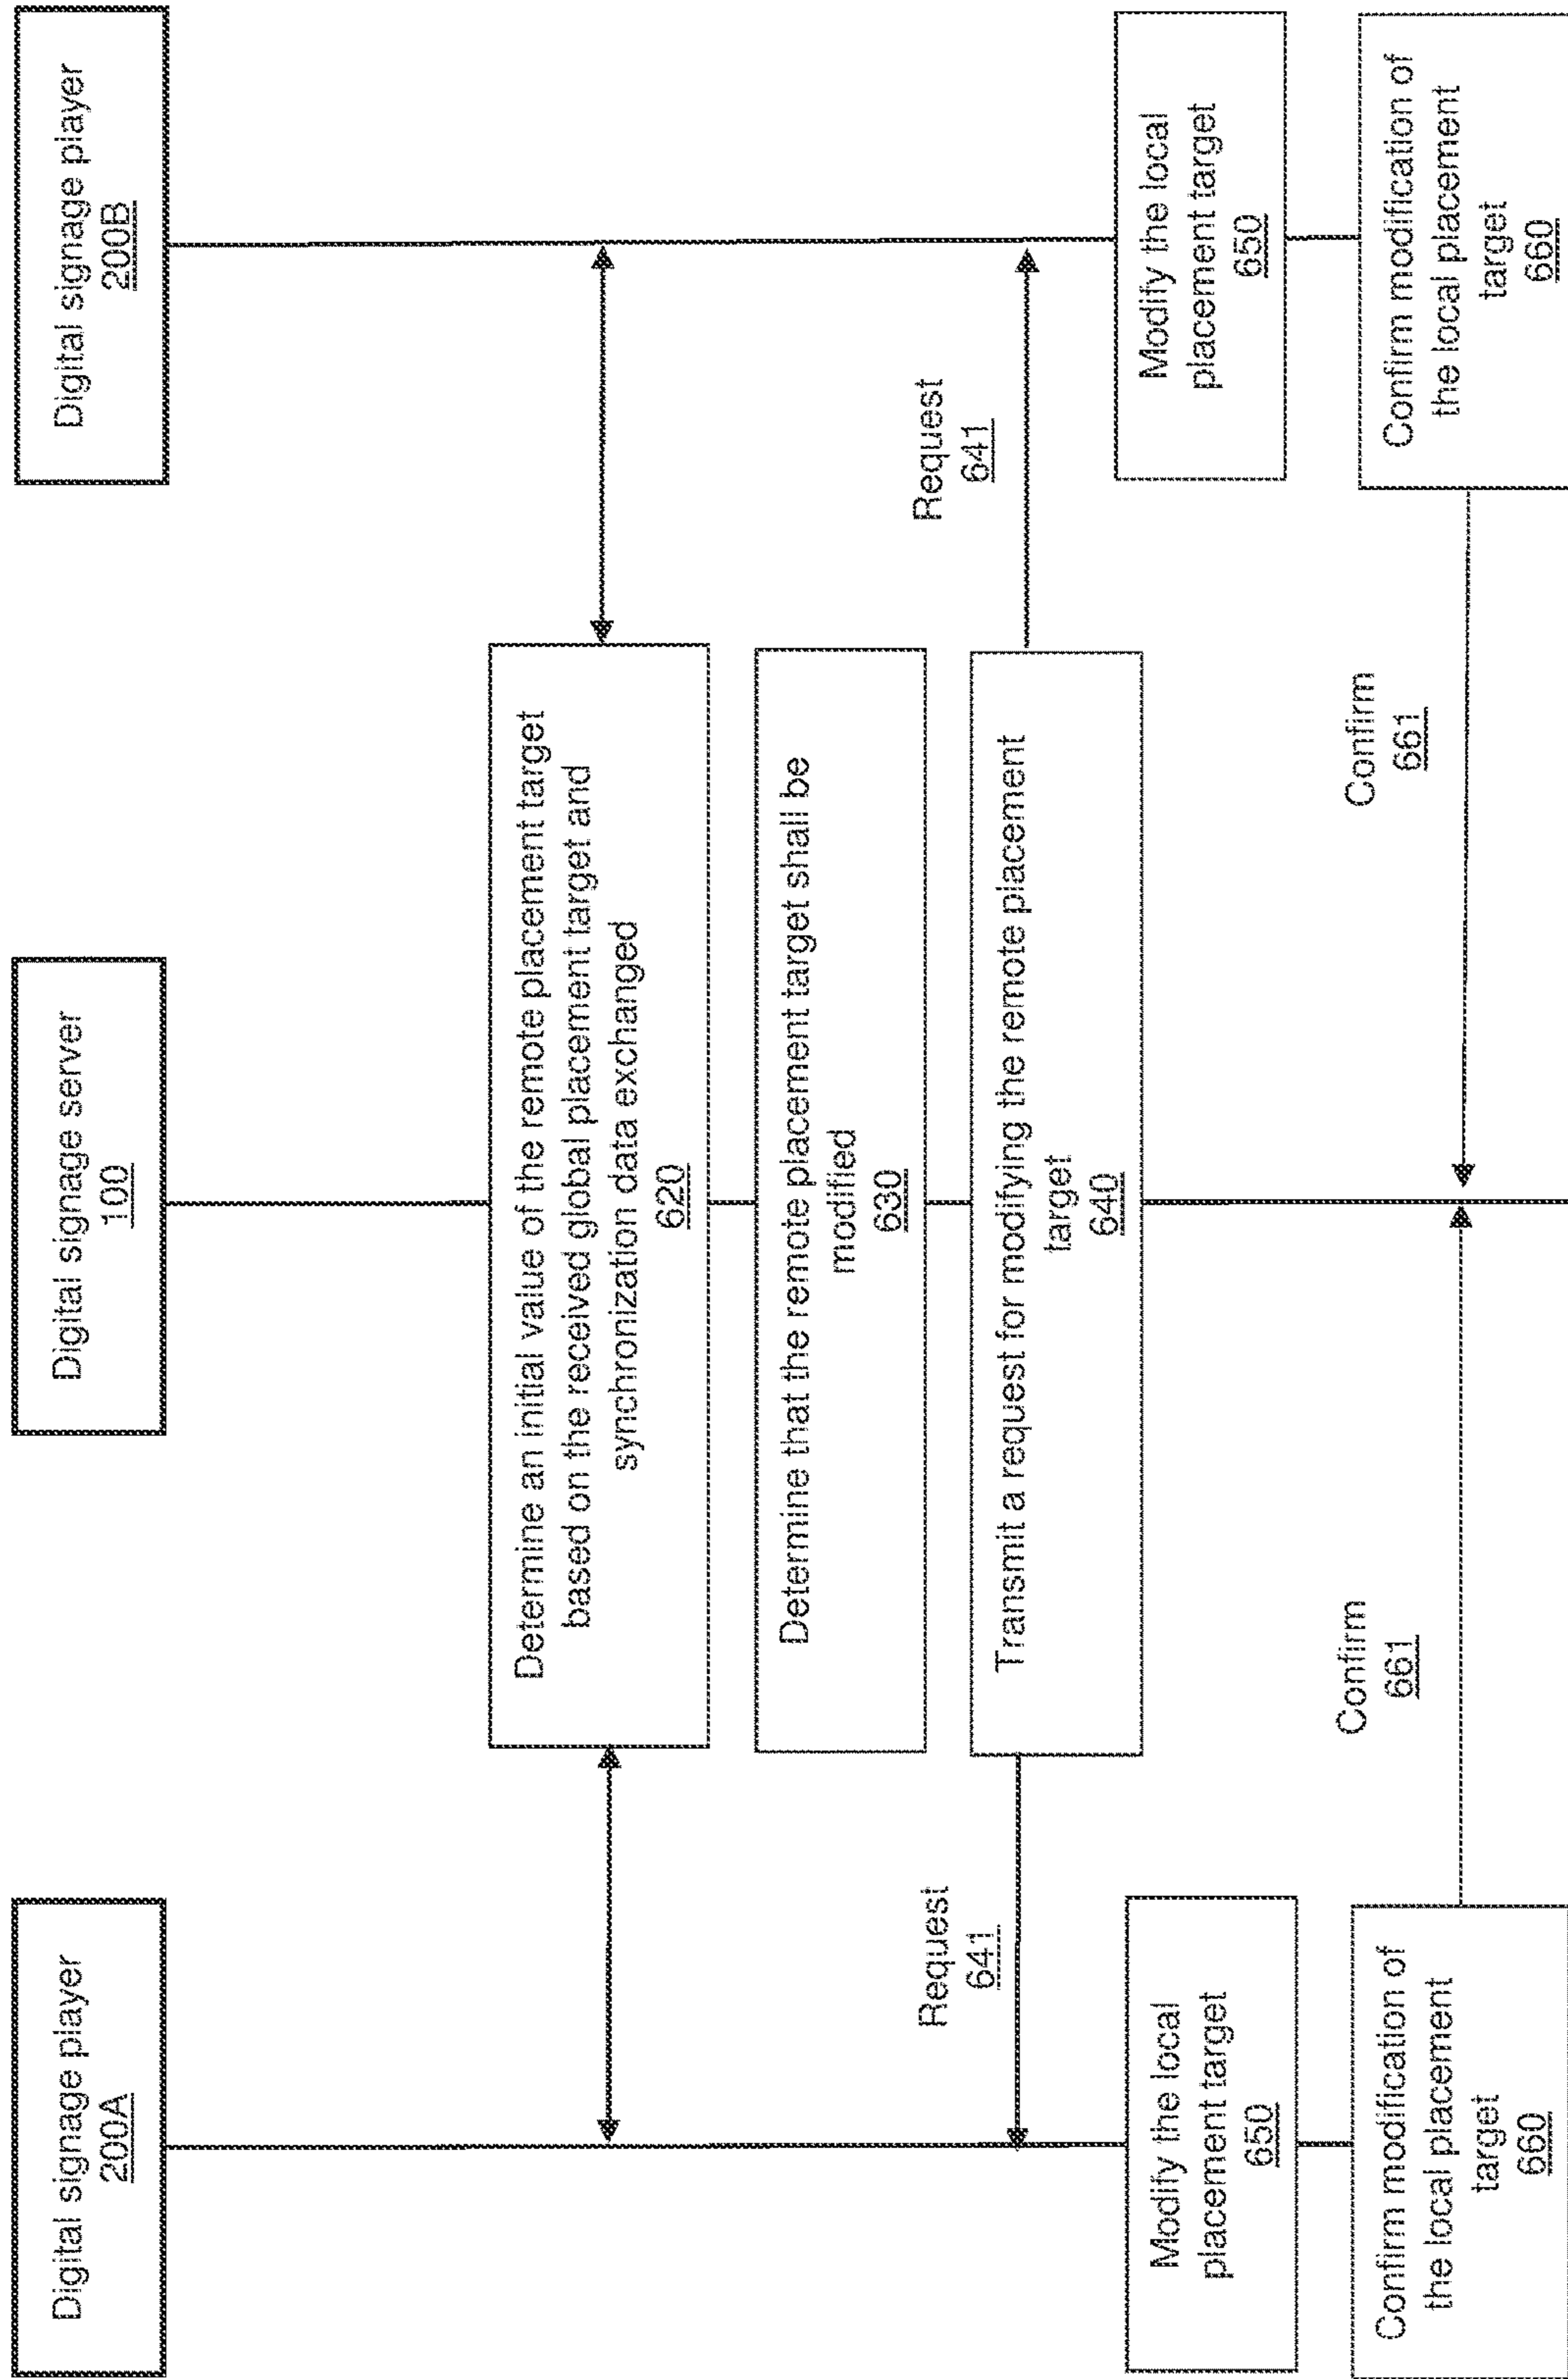 Digital signage player
200A
Digital signage server
100
Digital signage player
200B
Determine an initial value of the remote placement target
based on the received global placement target and
synchronization data exchanged
620
Determine that the remote placement target shall be
modified
630
Request
641
Transmit a request for modifying the remote placement
target
640
Request
641
Modify the local
placement target
650
Modify the local
placement target
650
Confirm
661
Confirm
661
Confirm modification of
the local placement
target
660
Confirm modification of
the local placement
target
660